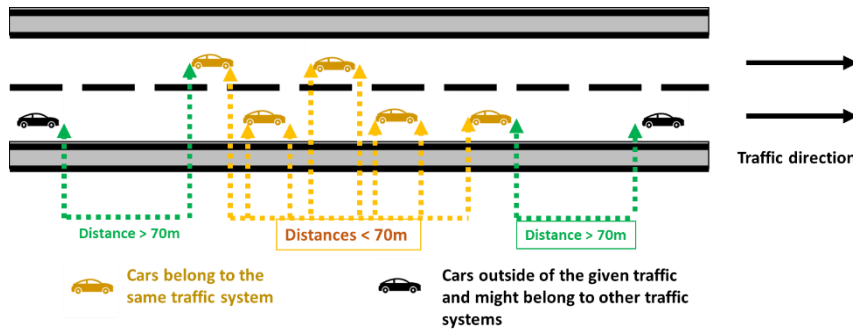 Traffic direction
Distance > 70m
Distances < 70m
Distance > 70m
Cars belong to the
same traffic system
Cars outside of the given traffic
and might belong to other traffic
systems